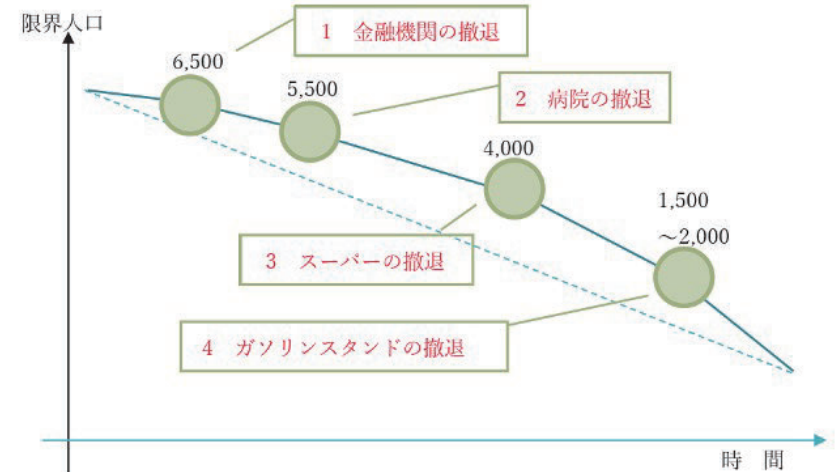 限界人口
1　金融機関の撤退
6,500
5,500
2　病院の撤退
4,000
1,500
～2,000
3　スーパーの撤退
4　ガソリンスタンドの撤退
時　間